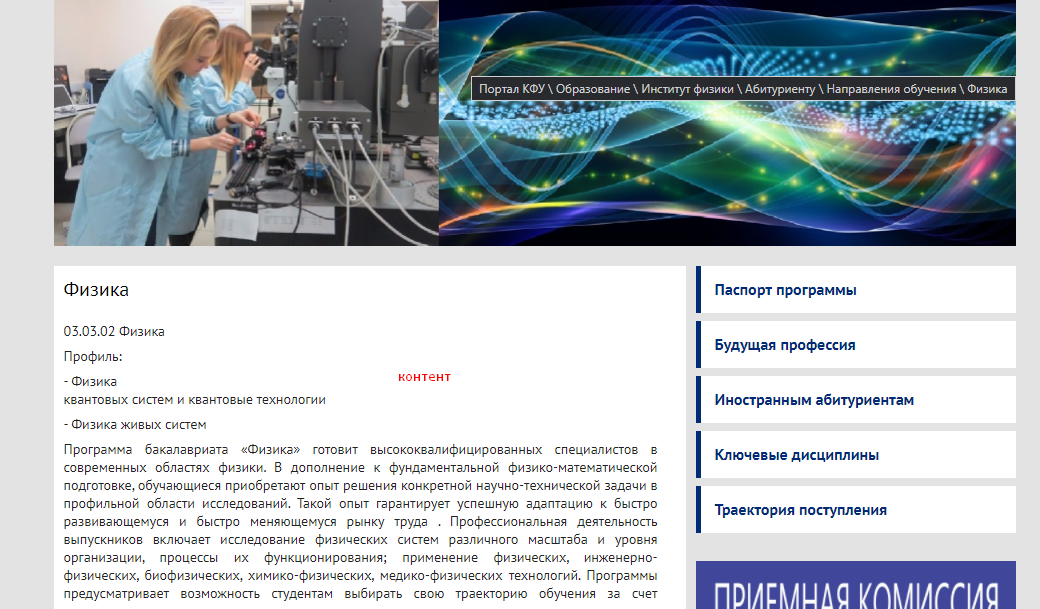 Портал КФУ \ Образование \ Институт физики \ Абитуриенту \ Направления обучения \ Физика
Физика
03.03.02 Физика
Профиль:
- Физика
квантовых систем и квантовые технологии
- Физика живых систем
контент
Программа бакалавриата «Физика» готовит высококвалифицированных специалистов в
современных областях физики. В дополнение к фундаментальной физико-математической
подготовке, обучающиеся приобретают опыт решения конкретной научно-технической задачи в
профильной области исследований. Такой опыт гарантирует успешную адаптацию к быстро
развивающемуся и быстро меняющемуся рынку труда . Профессиональная деятельность
выпускников включает исследование физических систем различного масштаба и уровня
организации, процессы их функционирования; применение физических, инженерно-
физических, биофизических, химико-физических, медико-физических технологий. Программы
предусматривает возможность студентам выбирать свою траекторию обучения за счет
Паспорт программы
Будущая профессия
Иностранным абитуриентам
Ключевые дисциплины
Траектория поступления
ПРИЕМНАЯ КОМИССИЯ